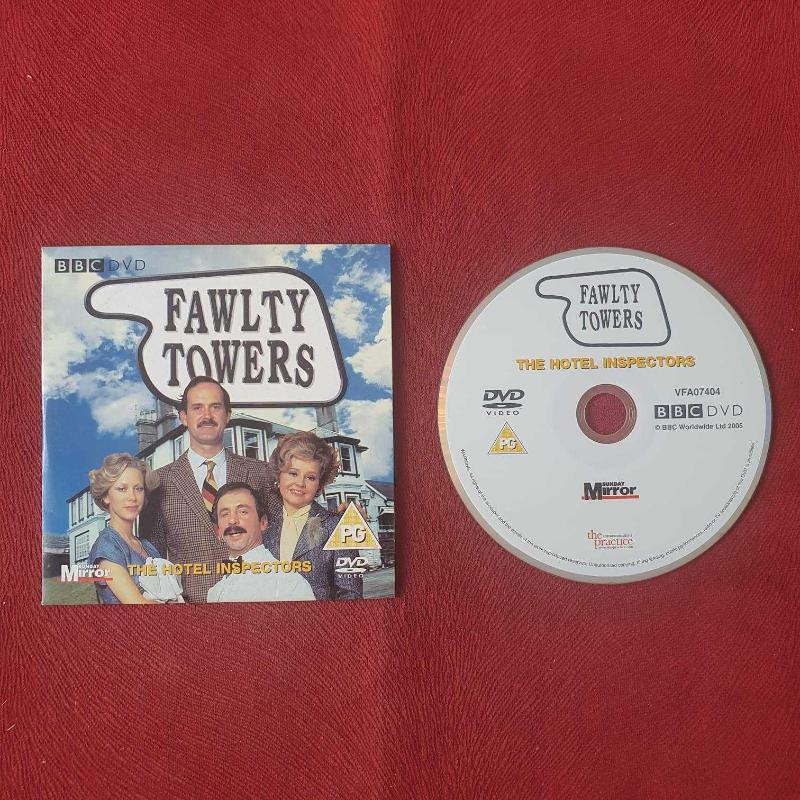 BBC DVD
FAWLTY
TOWERS
PG
SUNDAY
Mirror
THE HOTEL INSPECTORS
DVD
VIDEO
FAWLTY
TOWERS
THE HOTEL INSPECTORS
DVD
VIDEO
VFA07404
BBC DVD
© BBC Worldwide Ltd 2005
PG
SUNDAY
Mirror
the
practice